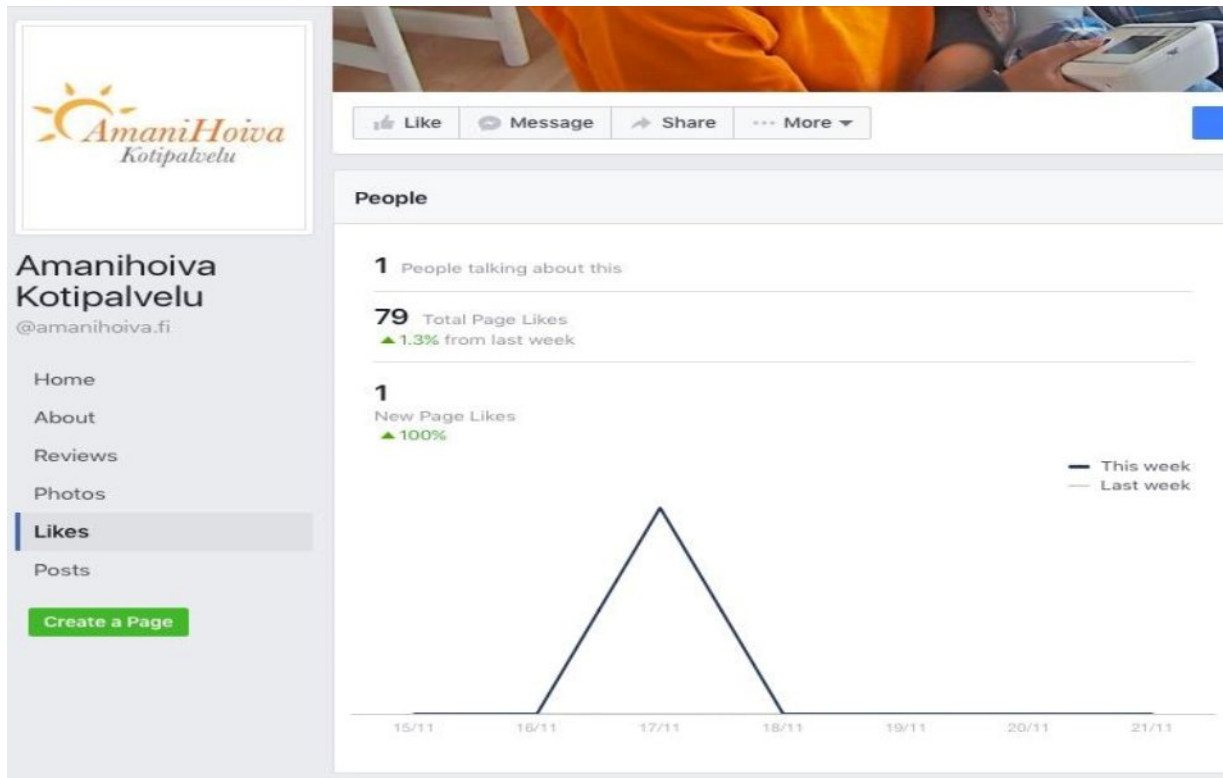 AmaniHoiva
Kotipalvelu
Amanihoiva
Kotipalvelu
@amanihoiva.fi
Home
About
Reviews
Photos
Likes
Posts
Create a Page
Like Message Share ··· More
People
1 People talking about this
79 Total Page Likes
1.3% from last week
1
New Page Likes
100%
This week
Last week
15/11 16/11 17/11 18/11 19/11 20/11 21/11